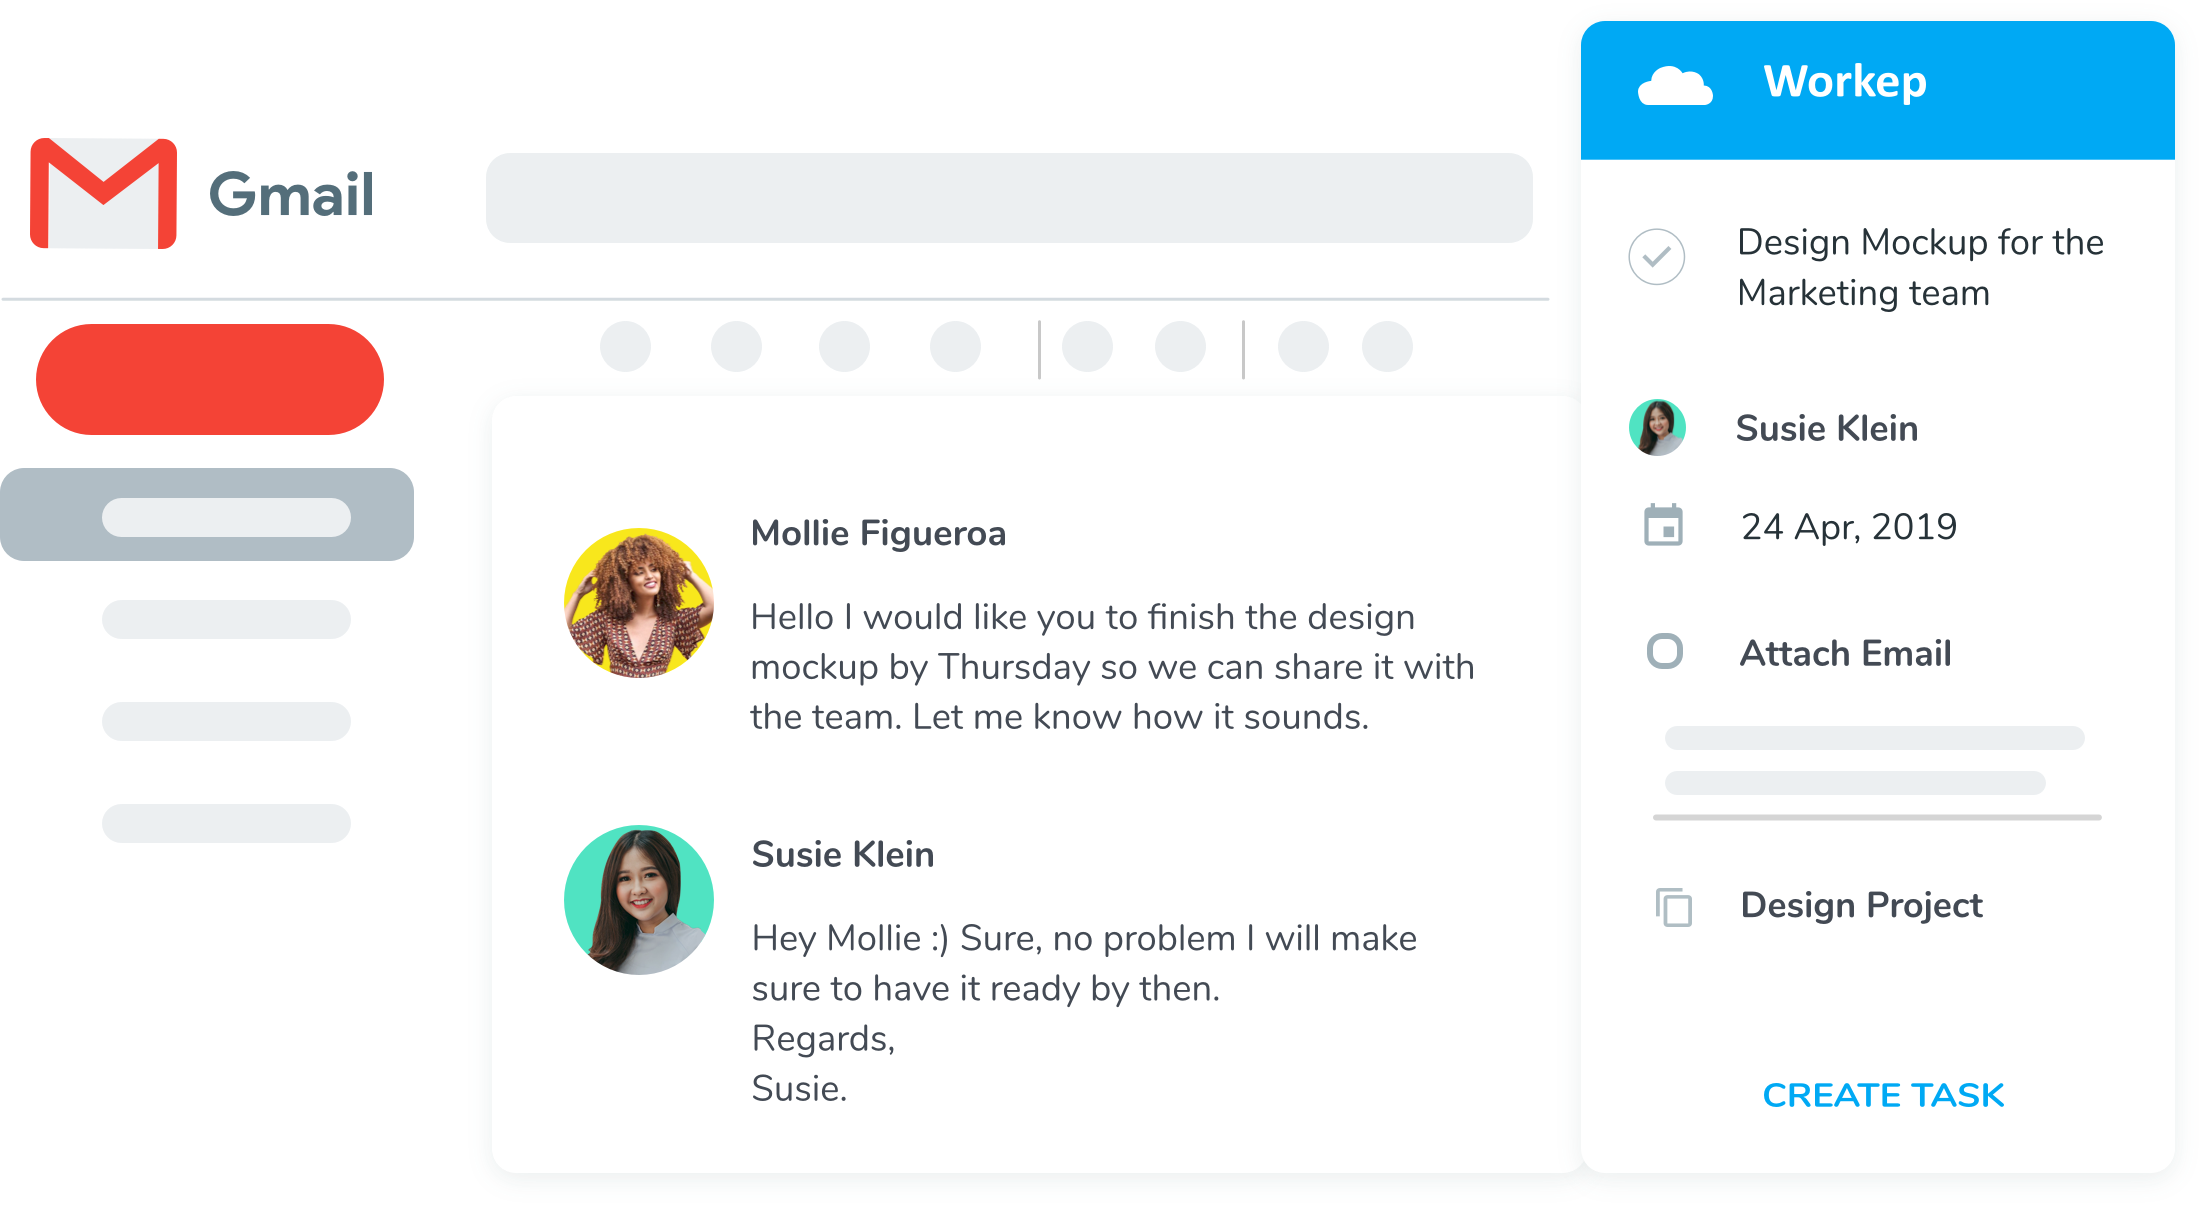 Gmail
Mollie Figueroa
Hello I would like you to finish the design
mockup by Thursday so we can share it with
the team. Let me know how it sounds.
Susie Klein
Hey Mollie :) Sure, no problem I will make
sure to have it ready by then.
Regards,
Susie.
Workep
Design Mockup for the
Marketing team
Susie Klein
24 Apr, 2019
Attach Email
Design Project
CREATE TASK